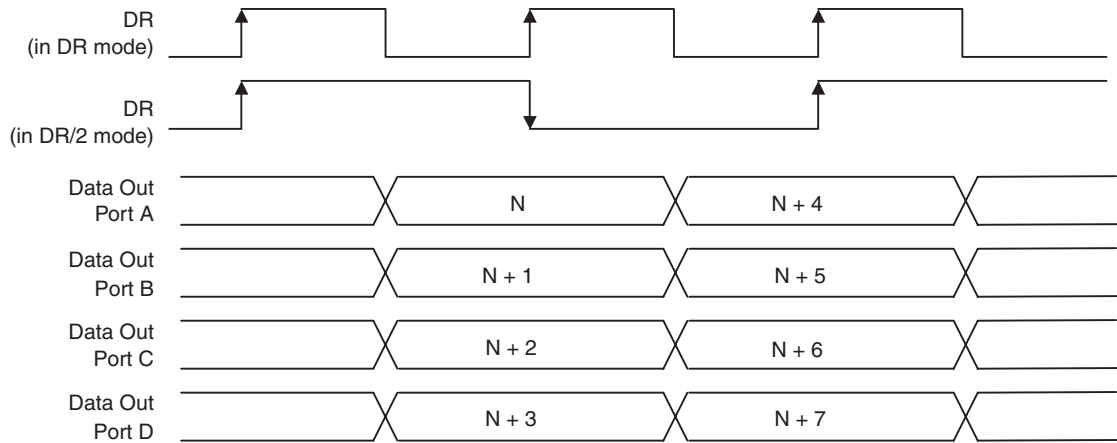 DR
(in DR mode)
DR
(in DR/2 mode)
Data Out
Port A
N
N + 4
Data Out
Port B
N + 1
N + 5
Data Out
Port C
N + 2
N + 6
Data Out
Port D
N + 3
N + 7